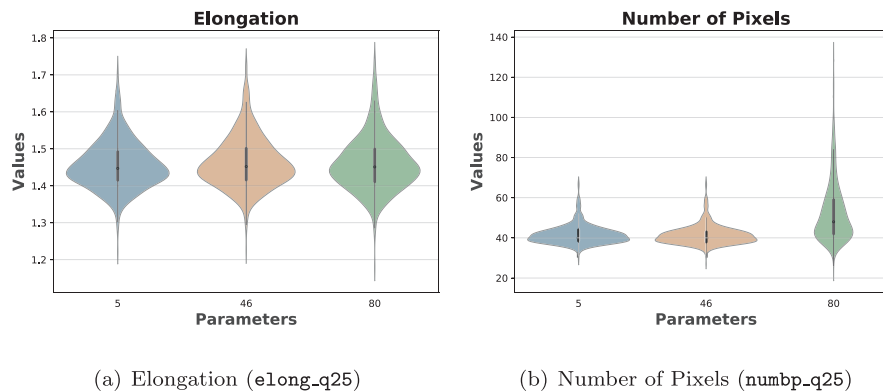 Elongation
1.8
1.7
1.6
1.5
1.4
1.3
1.2
Values
5 46 80
Parameters
(a) Elongation (elong_q25)
Number of Pixels
140
120
100
80
60
40
20
Values
5 46 80
Parameters
(b) Number of Pixels (numbp_q25)